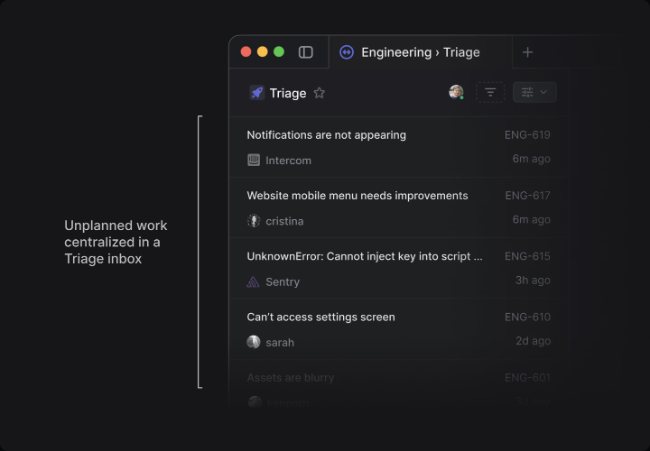 Engineering › Triage
Triage
Notifications are not appearing ENG-619
Intercom 6m ago
Website mobile menu needs improvements ENG-617
cristina 6m ago
UnknownError: Cannot inject key into script ... ENG-615
Sentry 3h ago
Can't access settings screen ENG-610
sarah 2d ago
Assets are blurry ENG-601
Unplanned work
centralized in a
Triage inbox